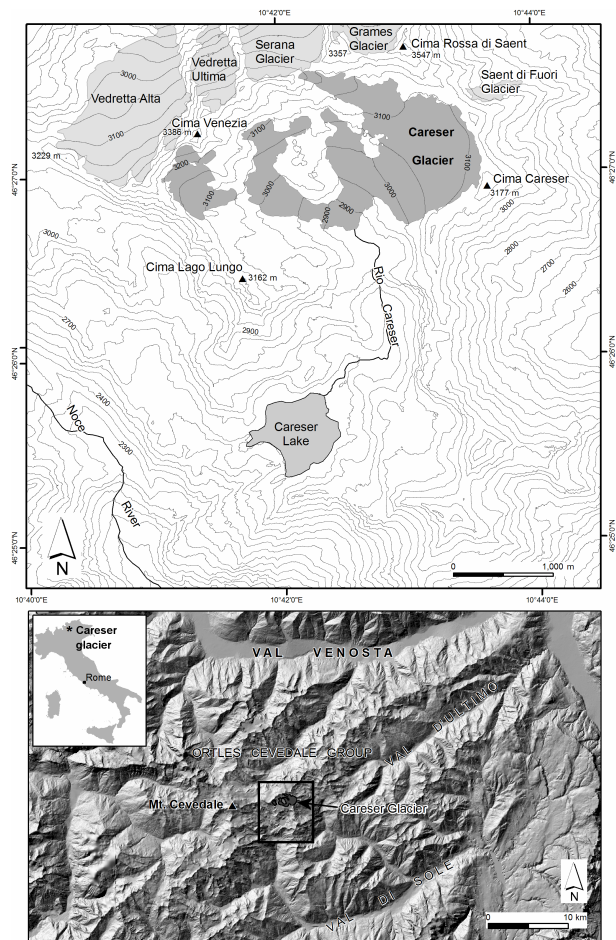 10°42'0"E
10°44'0"E
Grames
Glacier
Cima Rossa di Saent
3547 m
3357
Serana
Glacier
Vedretta
Ultima
Saent di Fuori
Glacier
3000
Vedretta Alta
3100
Cima Venezia
3386 m
3100
3100
Careser
Glacier
3100
3229 m
3200
3100
3000
3000
2900
2900
Cima Careser
3177 m
3000
46°27'0"N
46°27'0"N
3000
2800
2700
2600
Cima Lago Lungo
3162 m
Rio
Careser
2700
2900
46°26'0"N
46°26'0"N
2400
2300
Noce
River
Careser
Lake
46°25'0"N
46°25'0"N
N
0
1,000 m
10°40'0"E
10°42'0"E
10°44'0"E
* Careser
glacier
Rome
VAL VENOSTA
VAL D'ULTIMO
ORTLES CEVEDALE GROUP
Mt. Cevedale
Careser Glacier
VAL DI SOLE
N
0
10 km